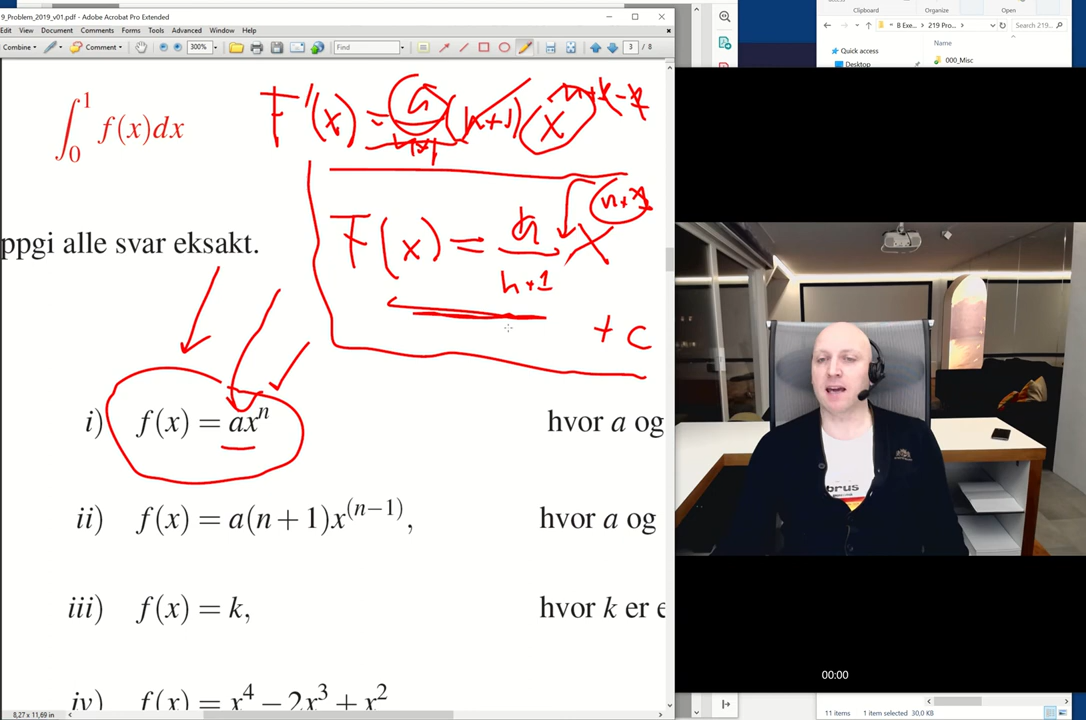 9_Problem_2019_v01.pdf - Adobe Acrobat Pro Extended
Edit View Document Comments Forms Tools Advanced Window Help
Combine Comment 300% Find 3 / 8
∫₀¹ f(x)dx
F'(x) = (n+1) x
F(x) = n+1 x
+ c
ppgi alle svar eksakt.
i) f(x) = axⁿ hvor a og
ii) f(x) = a(n+1)x⁽ⁿ⁻¹⁾, hvor a og
iii) f(x) = k, hvor k er e
iv) f(x) = x⁴ − 2x³ + x²
8,27 x 11,69 in
Clipboard Organize Open
B Exe... 219 Pro... Search 219...
Name
Quick access
Desktop
000_Misc
brus
00:00
11 items 1 item selected 30,0 KB